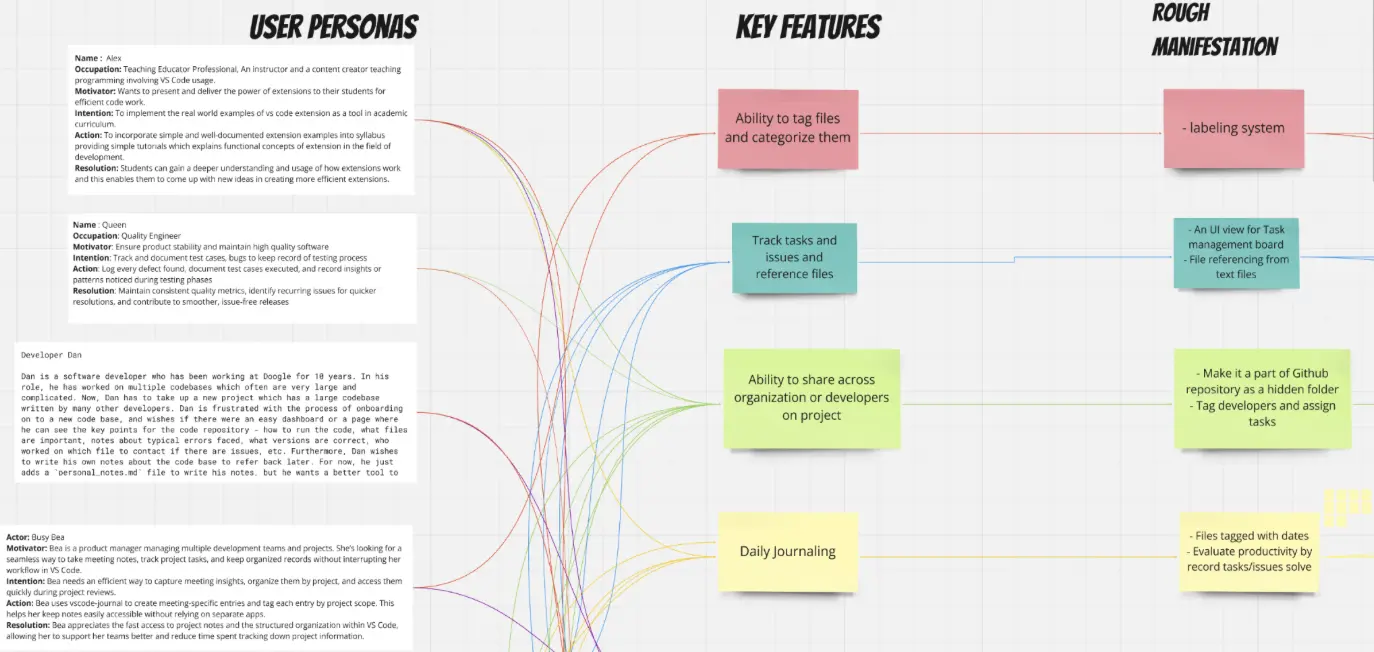 USER PERSONAS
Name : Alex
Occupation: Teaching Educator Professional, An instructor and a content creator teaching
programming involving VS Code usage.
Motivator: Wants to present and deliver the power of extensions to their students for
efficient code work.
Intention: To implement the real world examples of vs code extension as a tool in academic
curriculum.
Action: To incorporate simple and well-documented extension examples into syllabus
providing simple tutorials which explains functional concepts of extension in the field of
development.
Resolution: Students can gain a deeper understanding and usage of how extensions work
and this enables them to come up with new ideas in creating more efficient extensions.
Name : Queen
Occupation: Quality Engineer
Motivator: Ensure product stability and maintain high quality software
Intention: Track and document test cases, bugs to keep record of testing process
Action: Log every defect found, document test cases executed, and record insights or
patterns noticed during testing phases
Resolution: Maintain consistent quality metrics, identify recurring issues for quicker
resolutions, and contribute to smoother, issue-free releases
Developer Dan
Dan is a software developer who has been working at Doogle for 10 years. In his
role, he has worked on multiple codebases which often are very large and
complicated. Now, Dan has to take up a new project which has a large codebase
written by many other developers. Dan is frustrated with the process of onboarding
on to a new code base, and wishes if there were an easy dashboard or a page where
he can see the key points for the code repository - how to run the code, what files
are important, notes about typical errors faced, what versions are correct, who
worked on which file to contact if there are issues, etc. Furthermore, Dan wishes
to write his own notes about the code base to refer back later. For now, he just
adds a `personal_notes.md` file to write his notes, but he wants a better tool to
Actor: Busy Bea
Motivator: Bea is a product manager managing multiple development teams and projects. She's looking for a
seamless way to take meeting notes, track project tasks, and keep organized records without interrupting her
workflow in VS Code.
Intention: Bea needs an efficient way to capture meeting insights, organize them by project, and access them
quickly during project reviews.
Action: Bea uses vscode-journal to create meeting-specific entries and tag each entry by project scope. This
helps her keep notes easily accessible without relying on separate apps.
Resolution: Bea appreciates the fast access to project notes and the structured organization within VS Code,
allowing her to support her teams better and reduce time spent tracking down project information.
KEY FEATURES
Ability to tag files
and categorize them
Track tasks and
issues and
reference files
Ability to share across
organization or developers
on project
Daily Journaling
ROUGH
MANIFESTATION
- labeling system
- An UI view for Task
management board
- File referencing from
text files
- Make it a part of Github
repository as a hidden folder
- Tag developers and assign
tasks
- Files tagged with dates
- Evaluate productivity by
record tasks/issues solve